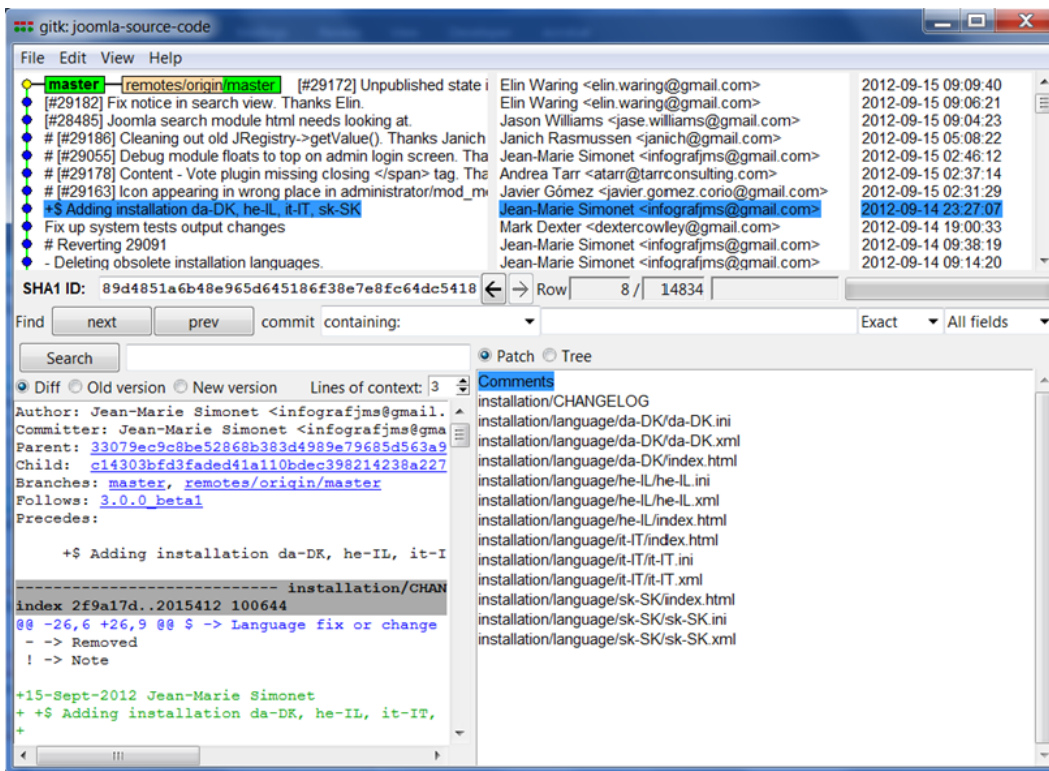 gitk: joomla-source-code
File Edit View Help
master remotes/origin/master [#29172] Unpublished state i Elin Waring <elin.waring@gmail.com> 2012-09-15 09:09:40
[#29182] Fix notice in search view. Thanks Elin. Elin Waring <elin.waring@gmail.com> 2012-09-15 09:06:21
[#28485] Joomla search module html needs looking at. Jason Williams <jase.williams@gmail.com> 2012-09-15 09:04:23
# [#29186] Cleaning out old JRegistry->getValue(). Thanks Janich Janich Rasmussen <janich@gmail.com> 2012-09-15 05:08:22
# [#29055] Debug module floats to top on admin login screen. Tha Jean-Marie Simonet <infografjms@gmail.com> 2012-09-15 02:46:12
# [#29178] Content - Vote plugin missing closing </span> tag. Tha Andrea Tarr <atarr@tarrconsulting.com> 2012-09-15 02:37:14
# [#29163] Icon appearing in wrong place in administrator/mod_me Javier Gómez <javier.gomez.corio@gmail.com> 2012-09-15 02:31:29
+$ Adding installation da-DK, he-IL, it-IT, sk-SK Jean-Marie Simonet <infografjms@gmail.com> 2012-09-14 23:27:07
Fix up system tests output changes Mark Dexter <dextercowley@gmail.com> 2012-09-14 19:00:33
# Reverting 29091 Jean-Marie Simonet <infografjms@gmail.com> 2012-09-14 09:38:19
- Deleting obsolete installation languages. Jean-Marie Simonet <infografjms@gmail.com> 2012-09-14 09:14:20
SHA1 ID: 89d4851a6b48e965d645186f38e7e8fc64dc5418 Row 8 / 14834
Find next prev commit containing: Exact All fields
Search
Diff Old version New version Lines of context: 3
Author: Jean-Marie Simonet <infografjms@gmail.
Committer: Jean-Marie Simonet <infografjms@gma
Parent: 33079ec9c8be52868b383d4989e79685d563a9
Child: c14303bfd3faded41a110bdec398214238a227
Branches: master, remotes/origin/master
Follows: 3.0.0_beta1
Precedes:
+$ Adding installation da-DK, he-IL, it-I
---------------------------- installation/CHAN
index 2f9a17d..2015412 100644
@@ -26,6 +26,9 @@ $ -> Language fix or change
- -> Removed
! -> Note
+15-Sept-2012 Jean-Marie Simonet
+ +$ Adding installation da-DK, he-IL, it-IT,
+
Patch Tree
Comments
installation/CHANGELOG
installation/language/da-DK/da-DK.ini
installation/language/da-DK/da-DK.xml
installation/language/da-DK/index.html
installation/language/he-IL/he-IL.ini
installation/language/he-IL/he-IL.xml
installation/language/he-IL/index.html
installation/language/it-IT/index.html
installation/language/it-IT/it-IT.ini
installation/language/it-IT/it-IT.xml
installation/language/sk-SK/index.html
installation/language/sk-SK/sk-SK.ini
installation/language/sk-SK/sk-SK.xml